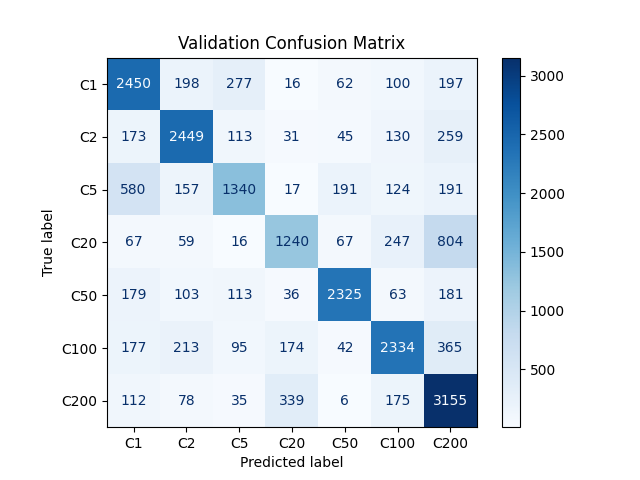 Validation Confusion Matrix
C1 2450 198 277 16 62 100 197
C2 173 2449 113 31 45 130 259
C5 580 157 1340 17 191 124 191
C20 67 59 16 1240 67 247 804
C50 179 103 113 36 2325 63 181
C100 177 213 95 174 42 2334 365
C200 112 78 35 339 6 175 3155
C1 C2 C5 C20 C50 C100 C200
Predicted label
True label
3000
2500
2000
1500
1000
500